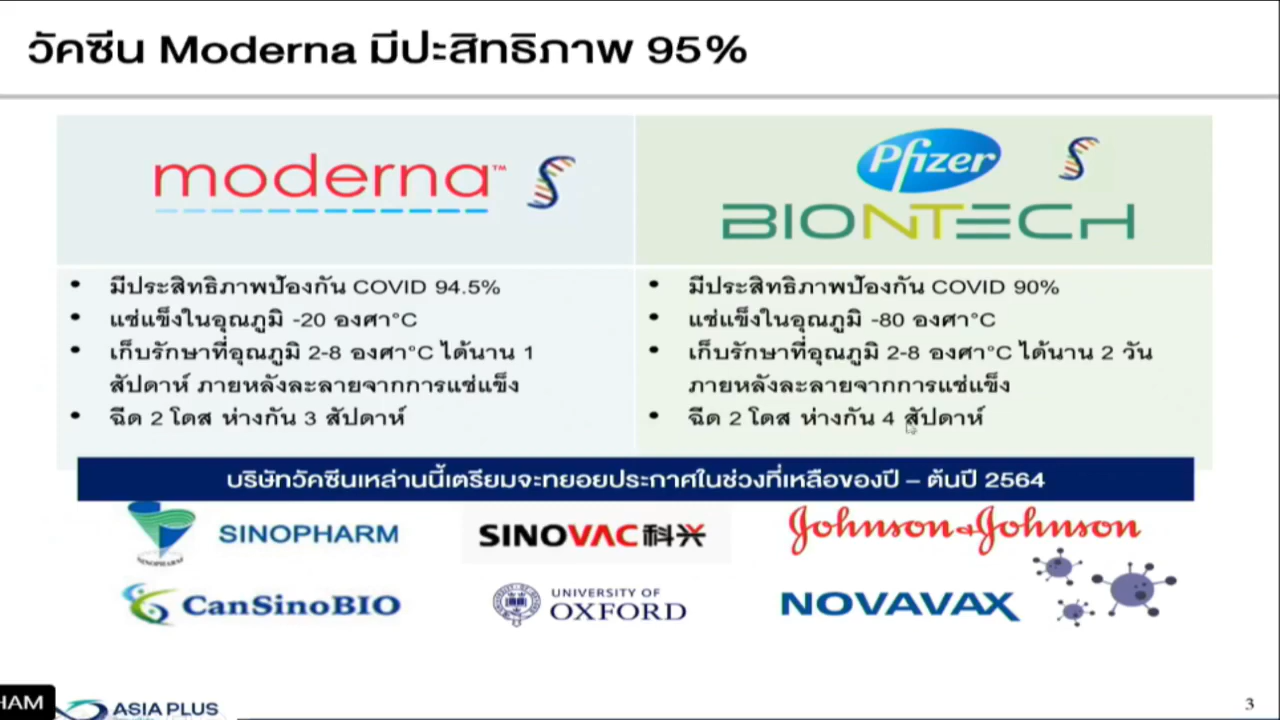 วัคซีน Moderna มีปะสิทธิภาพ 95%
moderna™
Pfizer
BIONTECH
• มีประสิทธิภาพป้องกัน COVID 94.5%
• แช่แข็งในอุณภูมิ -20 องศา°C
• เก็บรักษาที่อุณภูมิ 2-8 องศา°C ได้นาน 1
สัปดาห์ ภายหลังละลายจากการแช่แข็ง
• ฉีด 2 โดส ห่างกัน 3 สัปดาห์
• มีประสิทธิภาพป้องกัน COVID 90%
• แช่แข็งในอุณภูมิ -80 องศา°C
• เก็บรักษาที่อุณภูมิ 2-8 องศา°C ได้นาน 2 วัน
ภายหลังละลายจากการแช่แข็ง
• ฉีด 2 โดส ห่างกัน 4 สัปดาห์
บริษัทวัคซีนเหล่านนี้เตรียมจะทยอยประกาศในช่วงที่เหลือของปี – ต้นปี 2564
SINOPHARM
SINOPHARM
SINOVAC科兴
Johnson&Johnson
CanSinoBIO
UNIVERSITY OF
OXFORD
NOVAVAX
HAM
ASIA PLUS
3